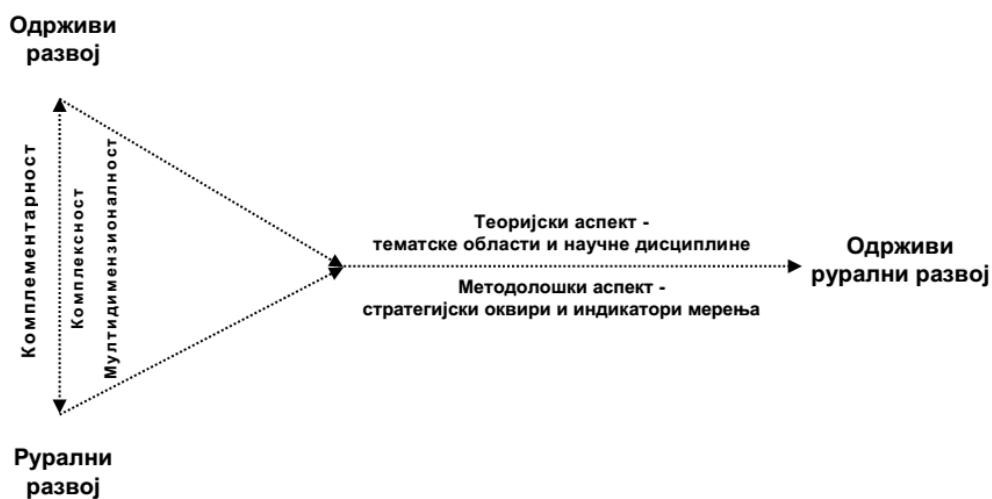 Одрживи
развој
Комплементарност
Комплексност
Мултидимензионалност
Теоријски аспект -
тематске области и научне дисциплине
Методолошки аспект -
стратегијски оквири и индикатори мерења
Одрживи
рурални развој
Рурални
развој